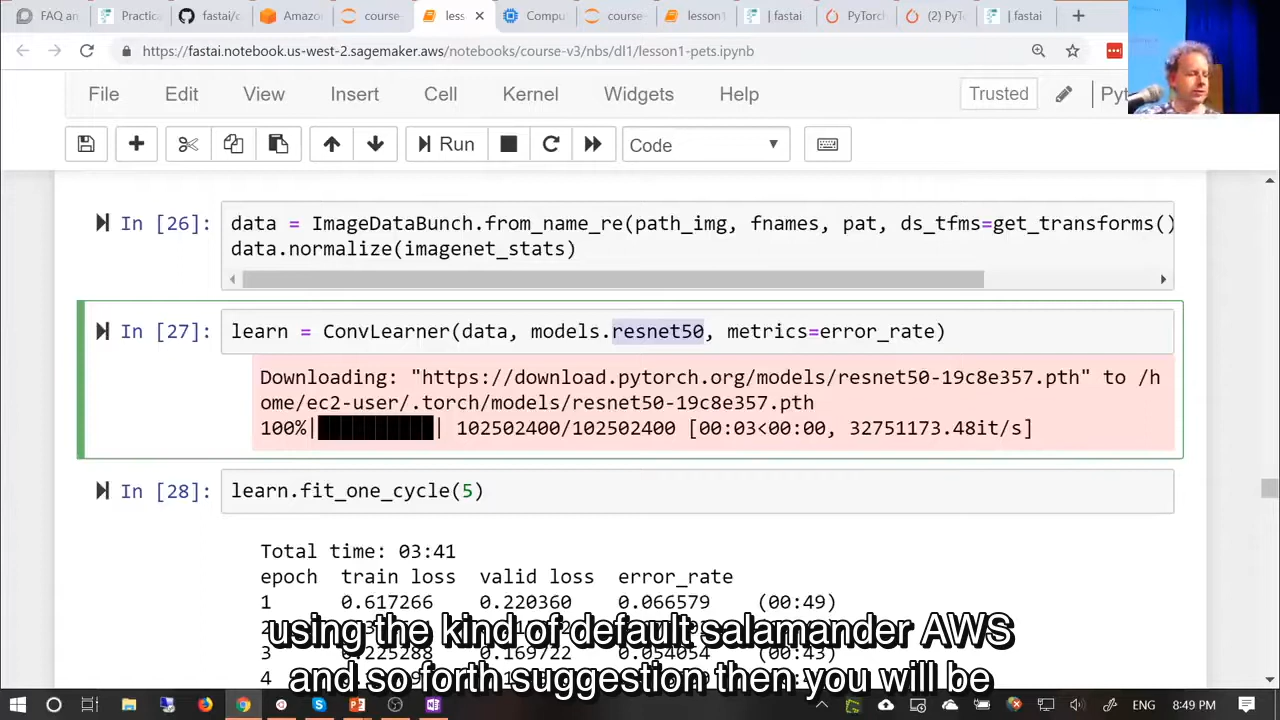 FAQ an
Practica
fastai/c
Amazo
course
less
Compu
course
lesson1
| fastai
PyTorc
(2) PyT
| fastai
https://fastai.notebook.us-west-2.sagemaker.aws/notebooks/course-v3/nbs/dl1/lesson1-pets.ipynb
File Edit View Insert Cell Kernel Widgets Help Trusted Pyt
Run Code
In [26]: data = ImageDataBunch.from_name_re(path_img, fnames, pat, ds_tfms=get_transforms()
data.normalize(imagenet_stats)
In [27]: learn = ConvLearner(data, models.resnet50, metrics=error_rate)
Downloading: "https://download.pytorch.org/models/resnet50-19c8e357.pth" to /h
ome/ec2-user/.torch/models/resnet50-19c8e357.pth
100%|██████████| 102502400/102502400 [00:03<00:00, 32751173.48it/s]
In [28]: learn.fit_one_cycle(5)
Total time: 03:41
epoch train loss valid loss error_rate
1 0.617266 0.220360 0.066579 (00:49)
using the kind of default salamander AWS
3 0.225288 0.169722 0.054054 (00:43)
and so forth suggestion then you will be
4
ENG 8:49 PM